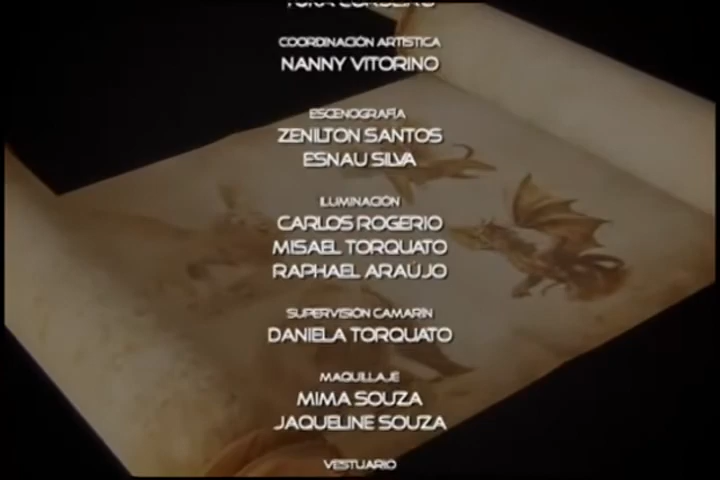 COORDINACIÓN ARTÍSTICA
NANNY VITORINO
ESCENOGRAFÍA
ZENILTON SANTOS
ESNAU SILVA
ILUMINACIÓN
CARLOS ROGERIO
MISAEL TORQUATO
RAPHAEL ARAÚJO
SUPERVISIÓN CAMARÍN
DANIELA TORQUATO
MAQUILLAJE
MIMA SOUZA
JAQUELINE SOUZA
VESTUARIO